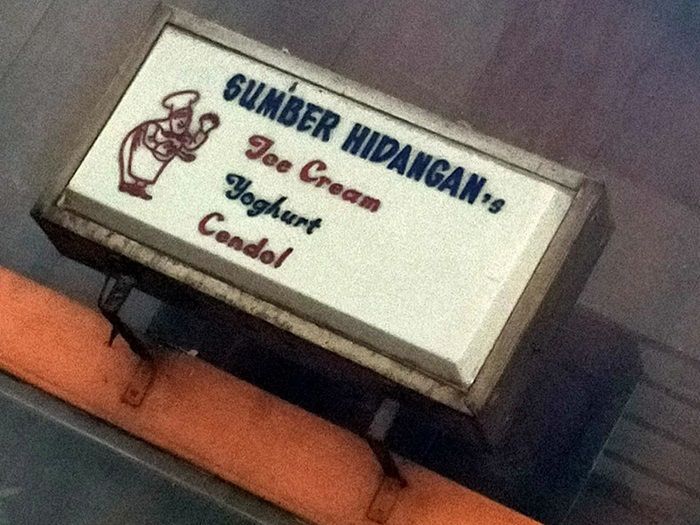 SUMBER HIDANGAN's
Ice Cream
Yoghurt
Cendol